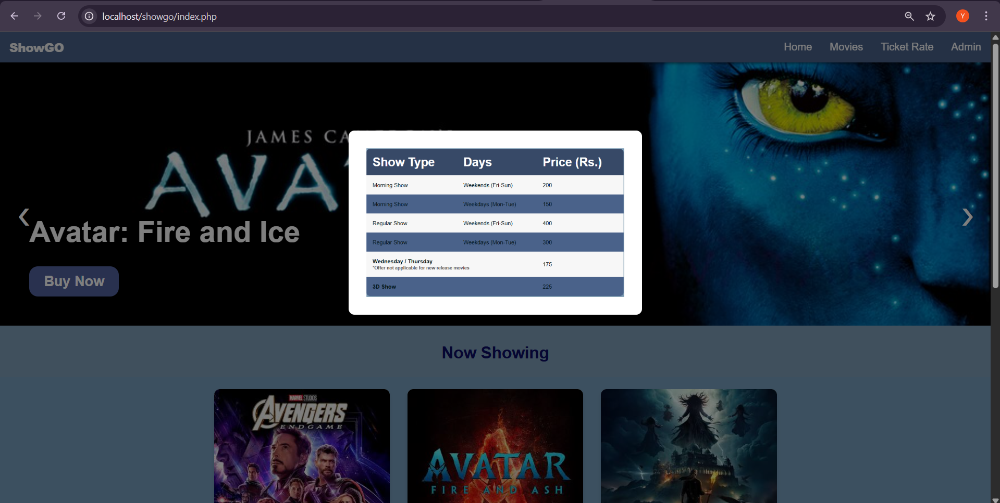 localhost/showgo/index.php
Y
ShowGO
Home Movies Ticket Rate Admin
JAMES CA
AVA
Avatar: Fire and Ice
Buy Now
Show Type Days Price (Rs.)
Morning Show Weekends (Fri-Sun) 200
Morning Show Weekdays (Mon-Tue) 150
Regular Show Weekends (Fri-Sun) 400
Regular Show Weekdays (Mon-Tue) 300
Wednesday / Thursday 175
*Offer not applicable for new release movies
3D Show 225
Now Showing
MARVEL STUDIOS
AVENGERS
ENDGAME
AVATAR
FIRE AND ASH